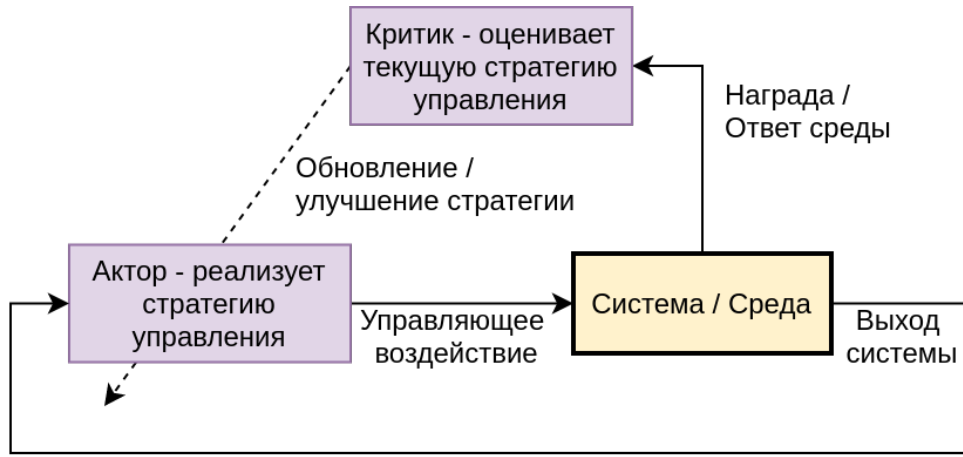 Критик - оценивает
текущую стратегию
управления
Награда /
Ответ среды
Обновление /
улучшение стратегии
Актор - реализует
стратегию
управления
Управляющее
воздействие
Система / Среда
Выход
системы